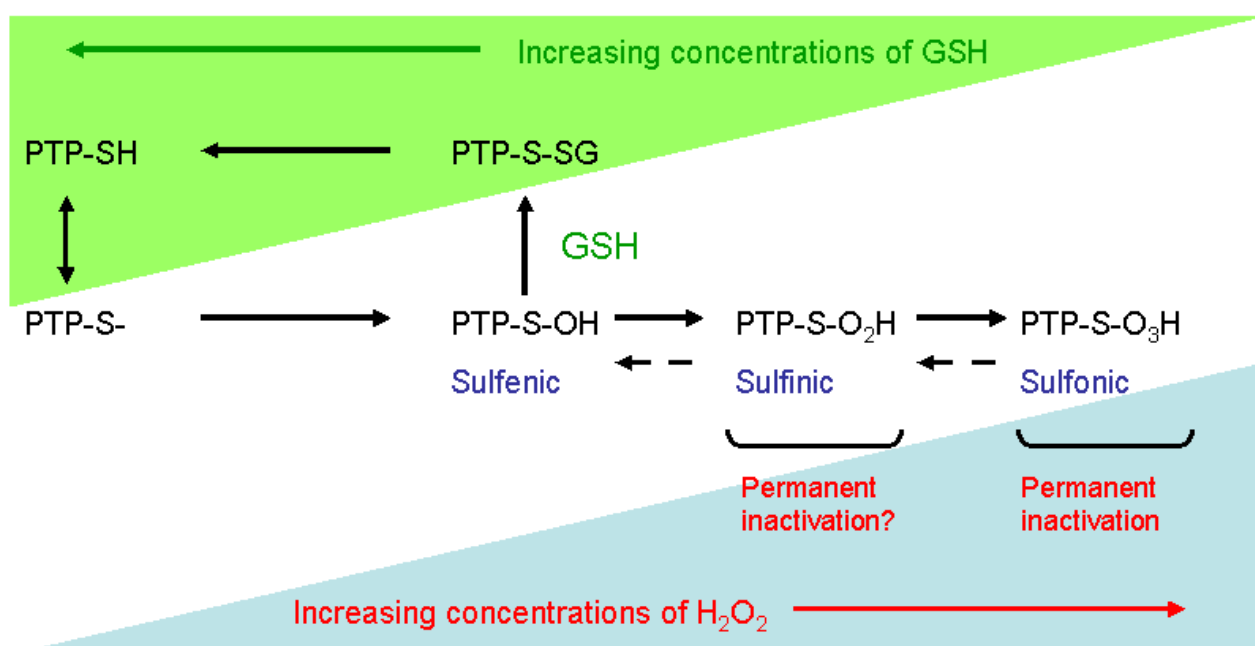 Increasing concentrations of GSH
PTP-SH PTP-S-SG
GSH
PTP-S- PTP-S-OH PTP-S-O₂H PTP-S-O₃H
Sulfenic Sulfinic Sulfonic
Permanent Permanent
inactivation? inactivation
Increasing concentrations of H₂O₂